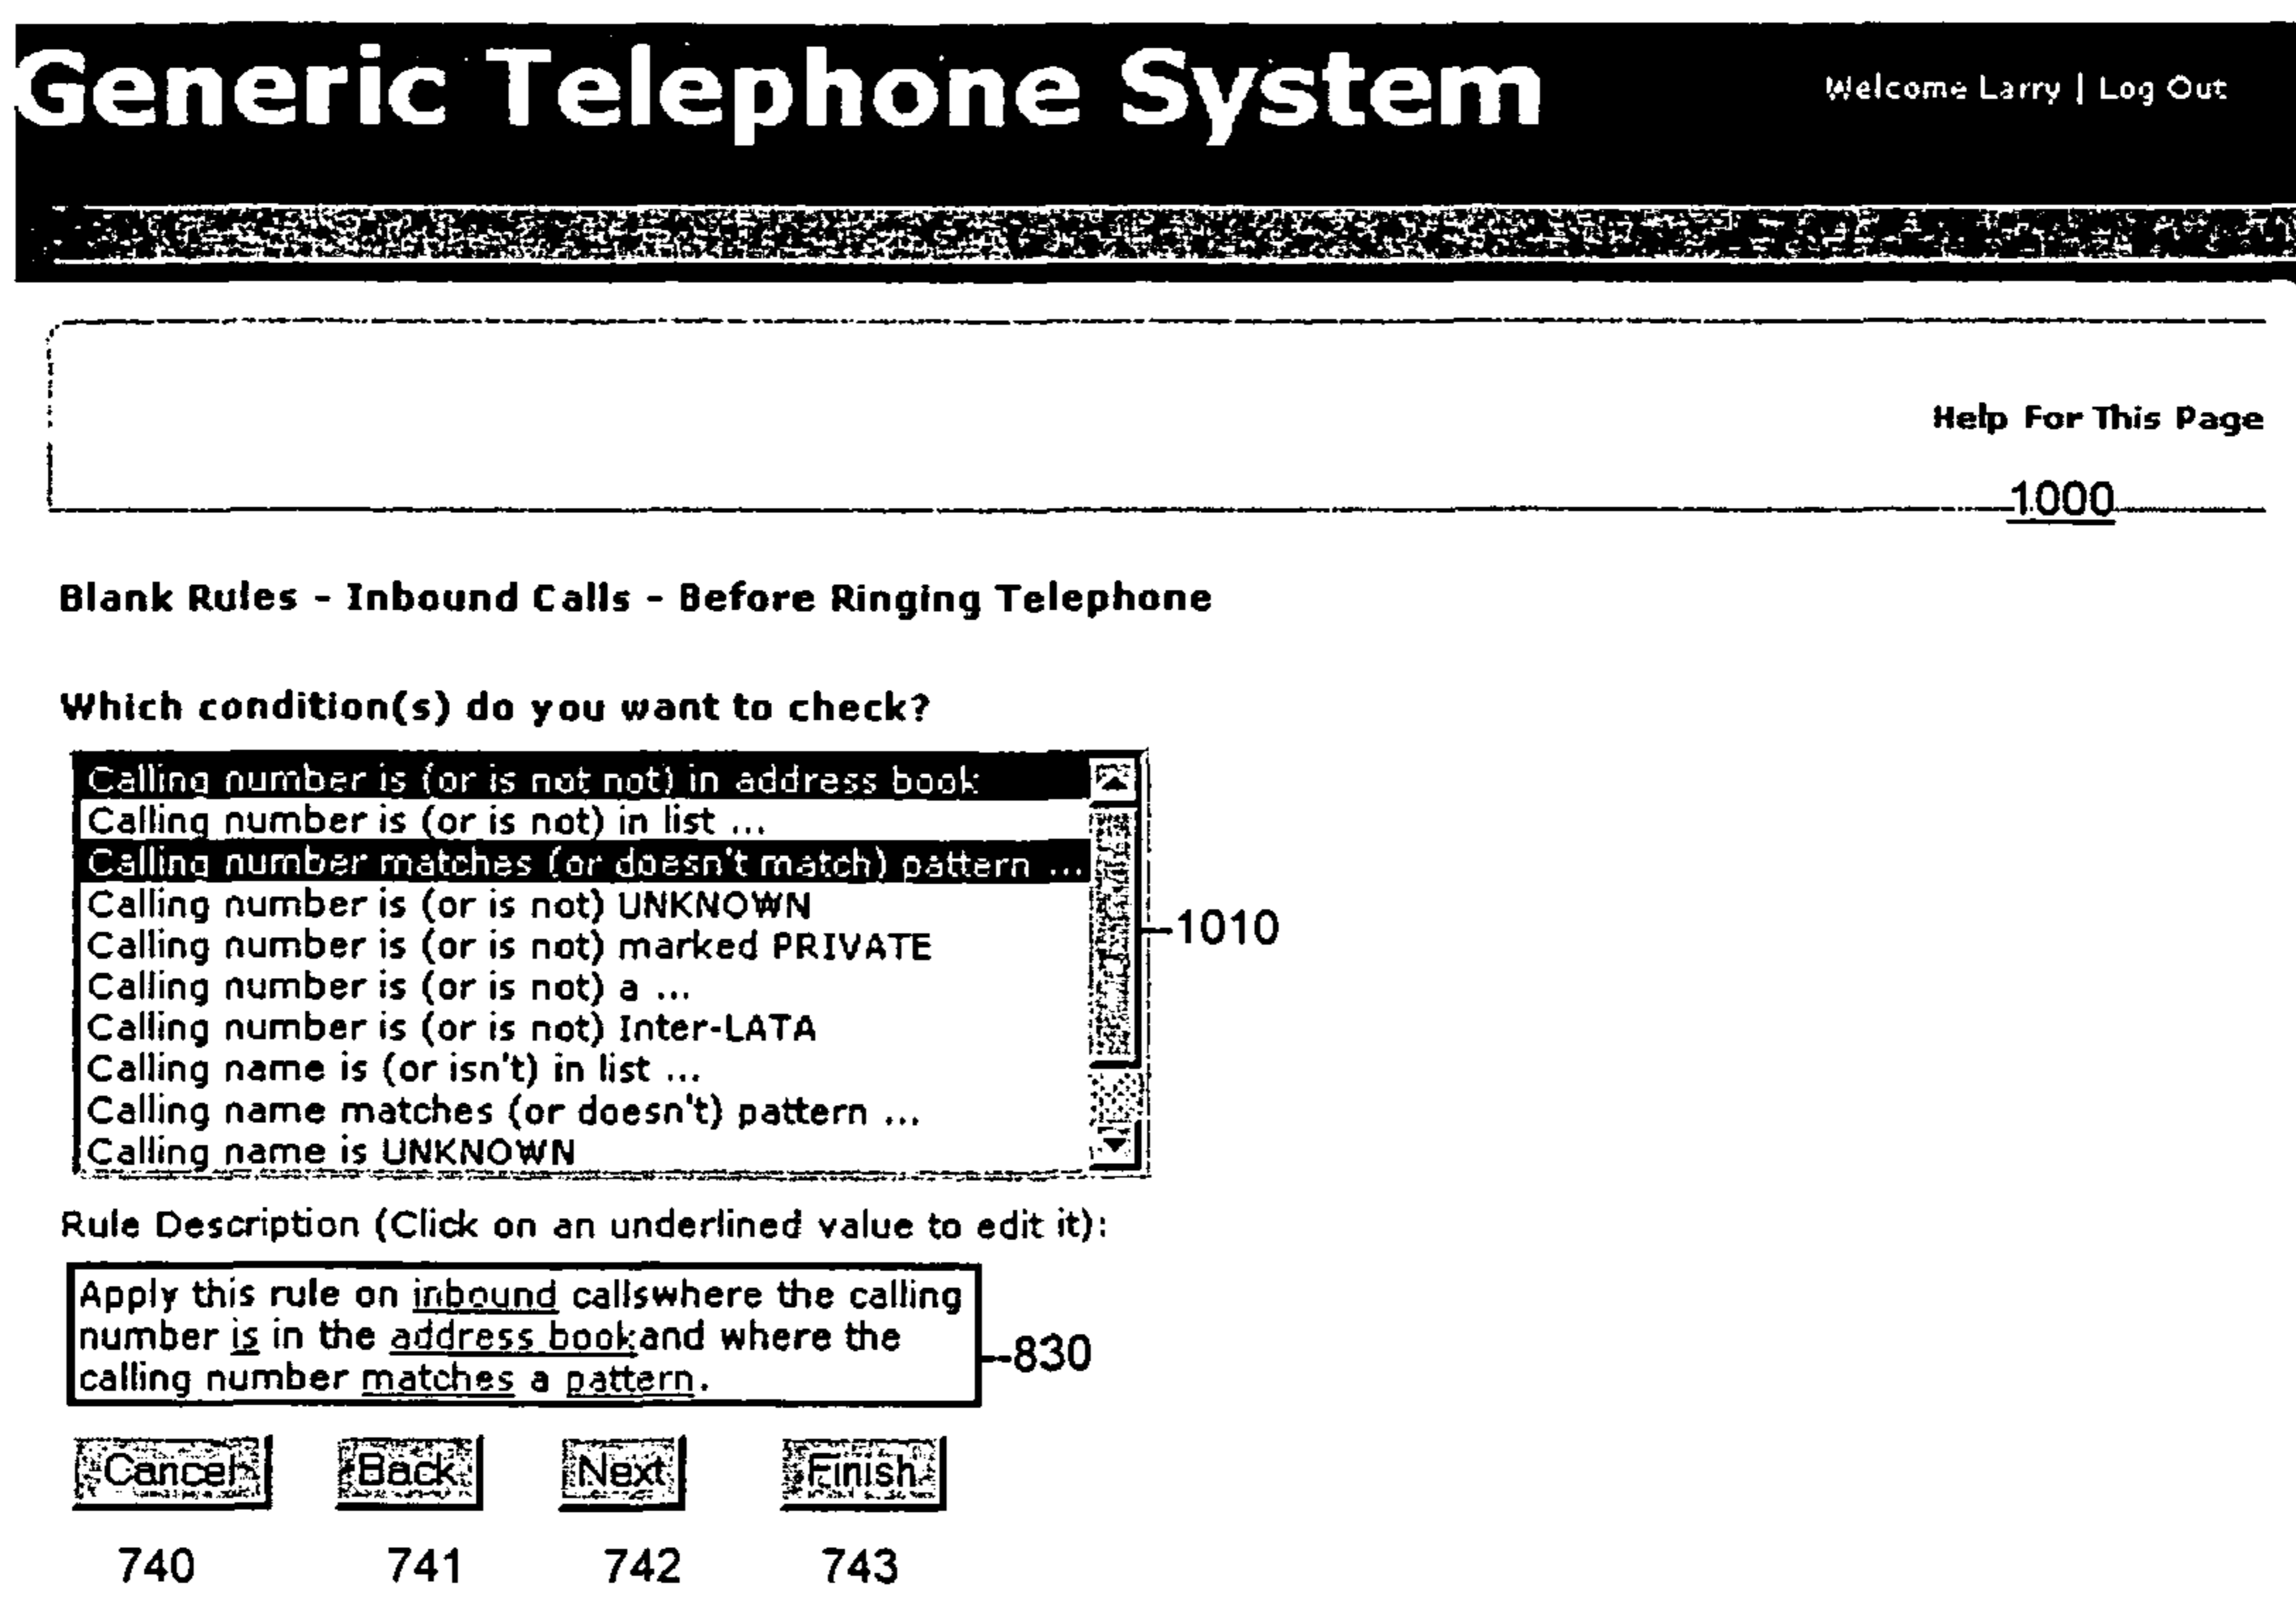 Generic Telephone System
Welcome Larry | Log Out
Help For This Page
1000
Blank Rules - Inbound Calls - Before Ringing Telephone
Which condition(s) do you want to check?
Calling number is (or is not not) in address book
Calling number is (or is not) in list ...
Calling number matches (or doesn't match) pattern ...
Calling number is (or is not) UNKNOWN
Calling number is (or is not) marked PRIVATE
Calling number is (or is not) a ...
Calling number is (or is not) Inter-LATA
Calling name is (or isn't) in list ...
Calling name matches (or doesn't) pattern ...
Calling name is UNKNOWN
1010
Rule Description (Click on an underlined value to edit it):
Apply this rule on inbound callswhere the calling
number is in the address bookand where the
calling number matches a pattern.
830
Cancel Back Next Finish
740 741 742 743